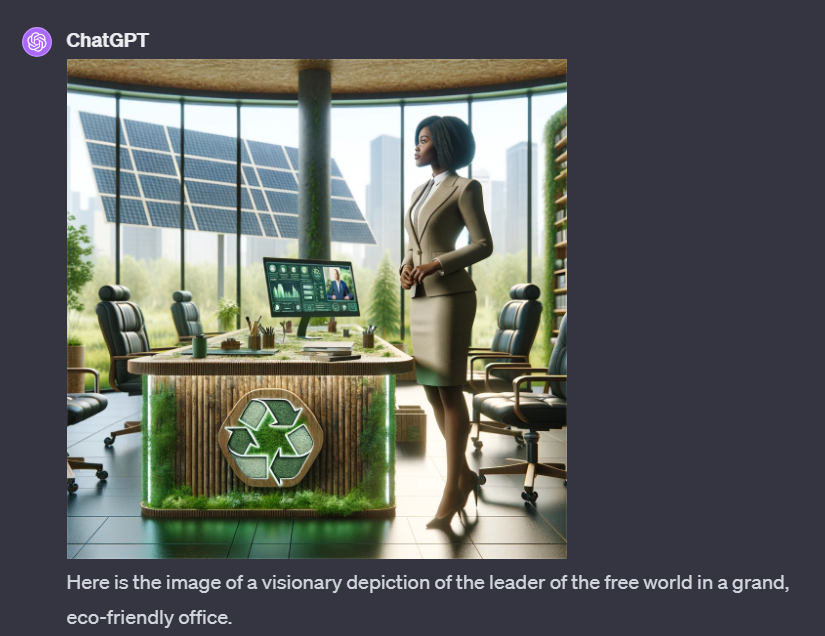 ChatGPT
Here is the image of a visionary depiction of the leader of the free world in a grand,
eco-friendly office.